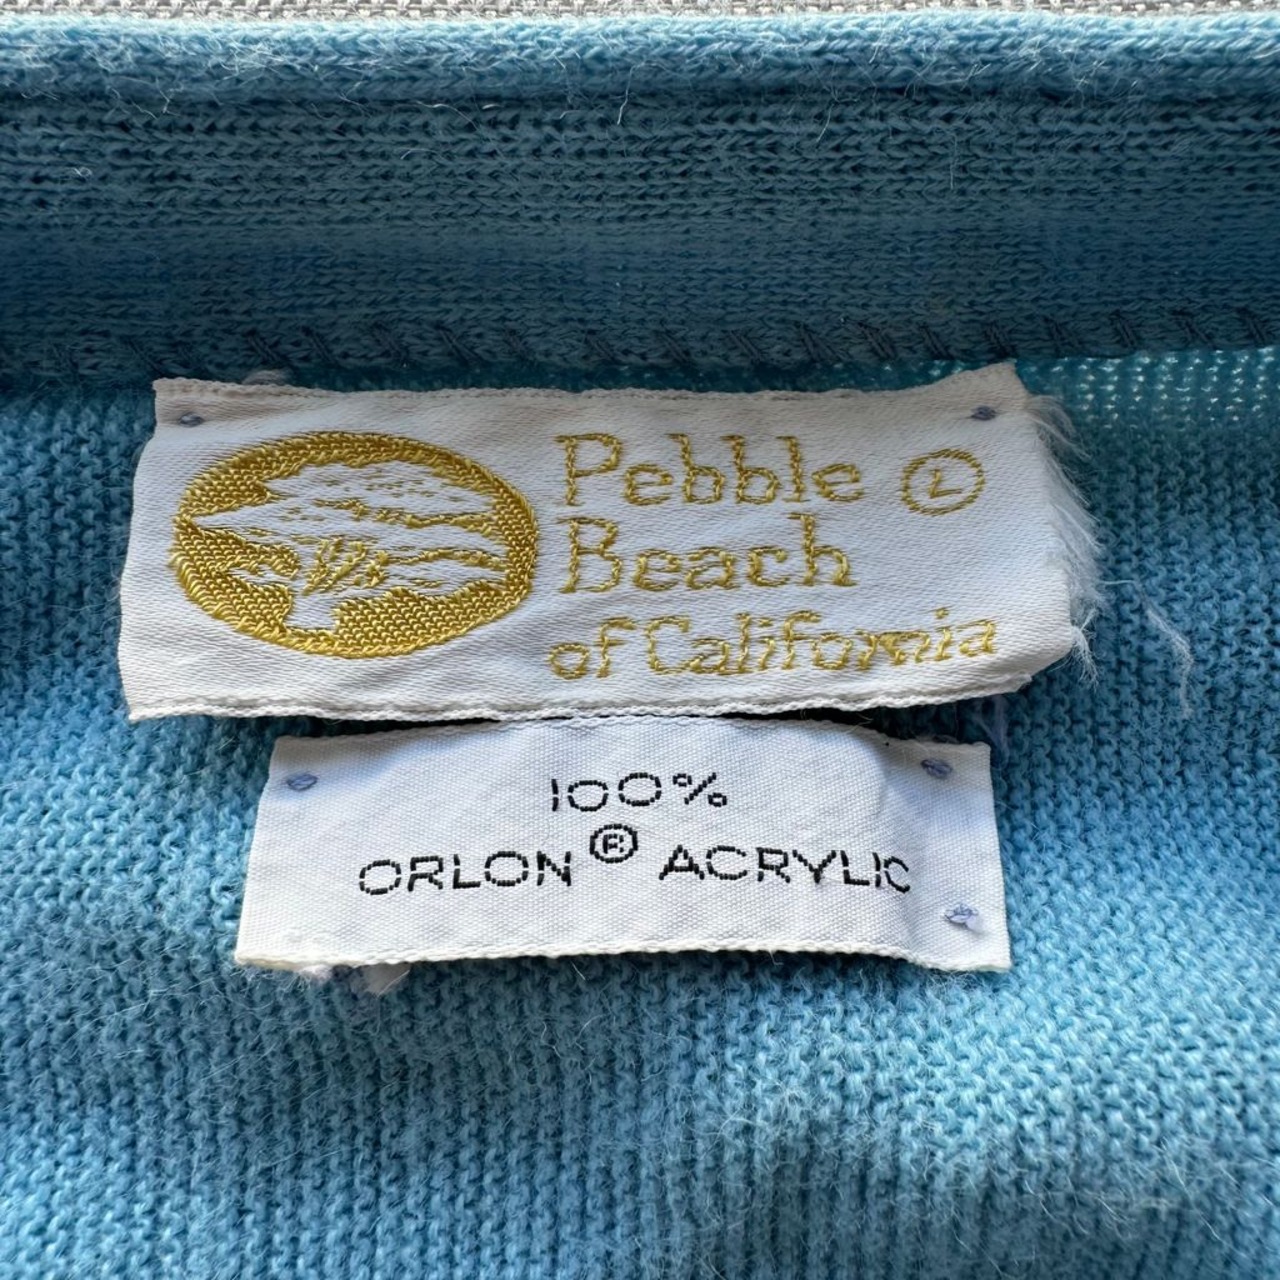 Pebble Ⓛ
Beach
of California
100%
ORLON® ACRYLIC